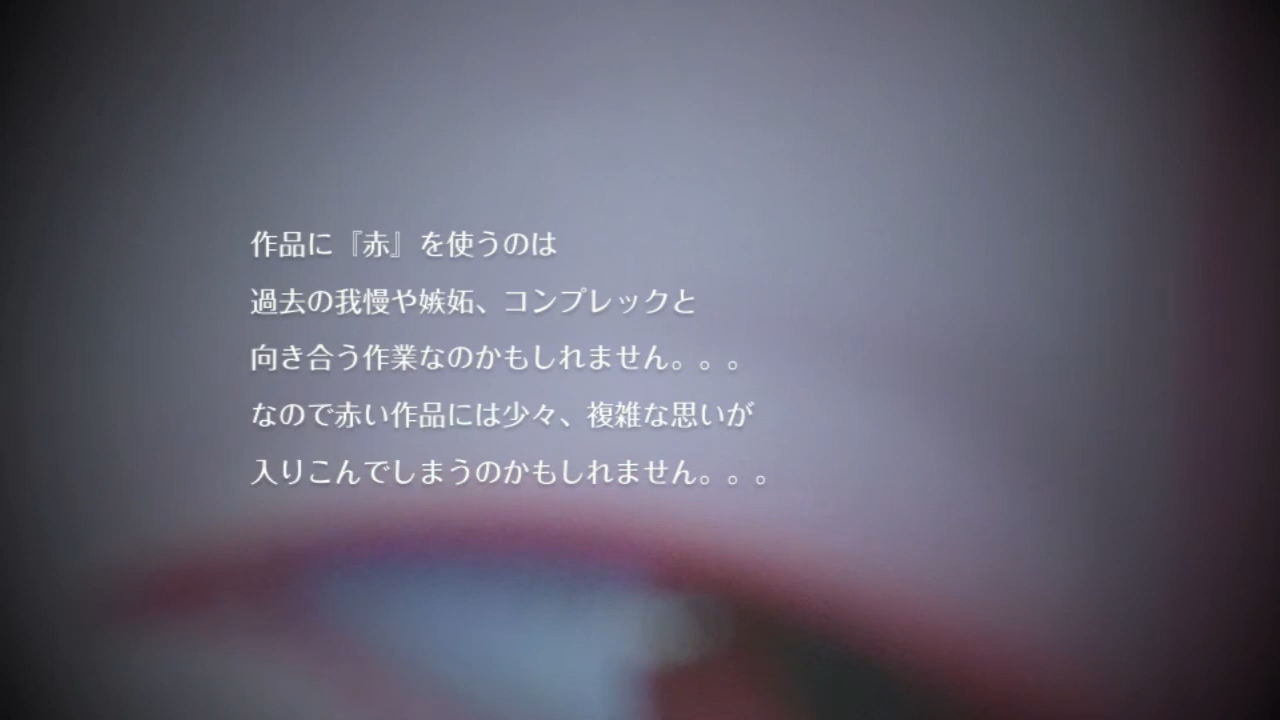 作品に『赤』を使うのは
過去の我慢や嫉妬、コンプレックと
向き合う作業なのかもしれません。。。
なので赤い作品には少々、複雑な思いが
入りこんでしまうのかもしれません。。。